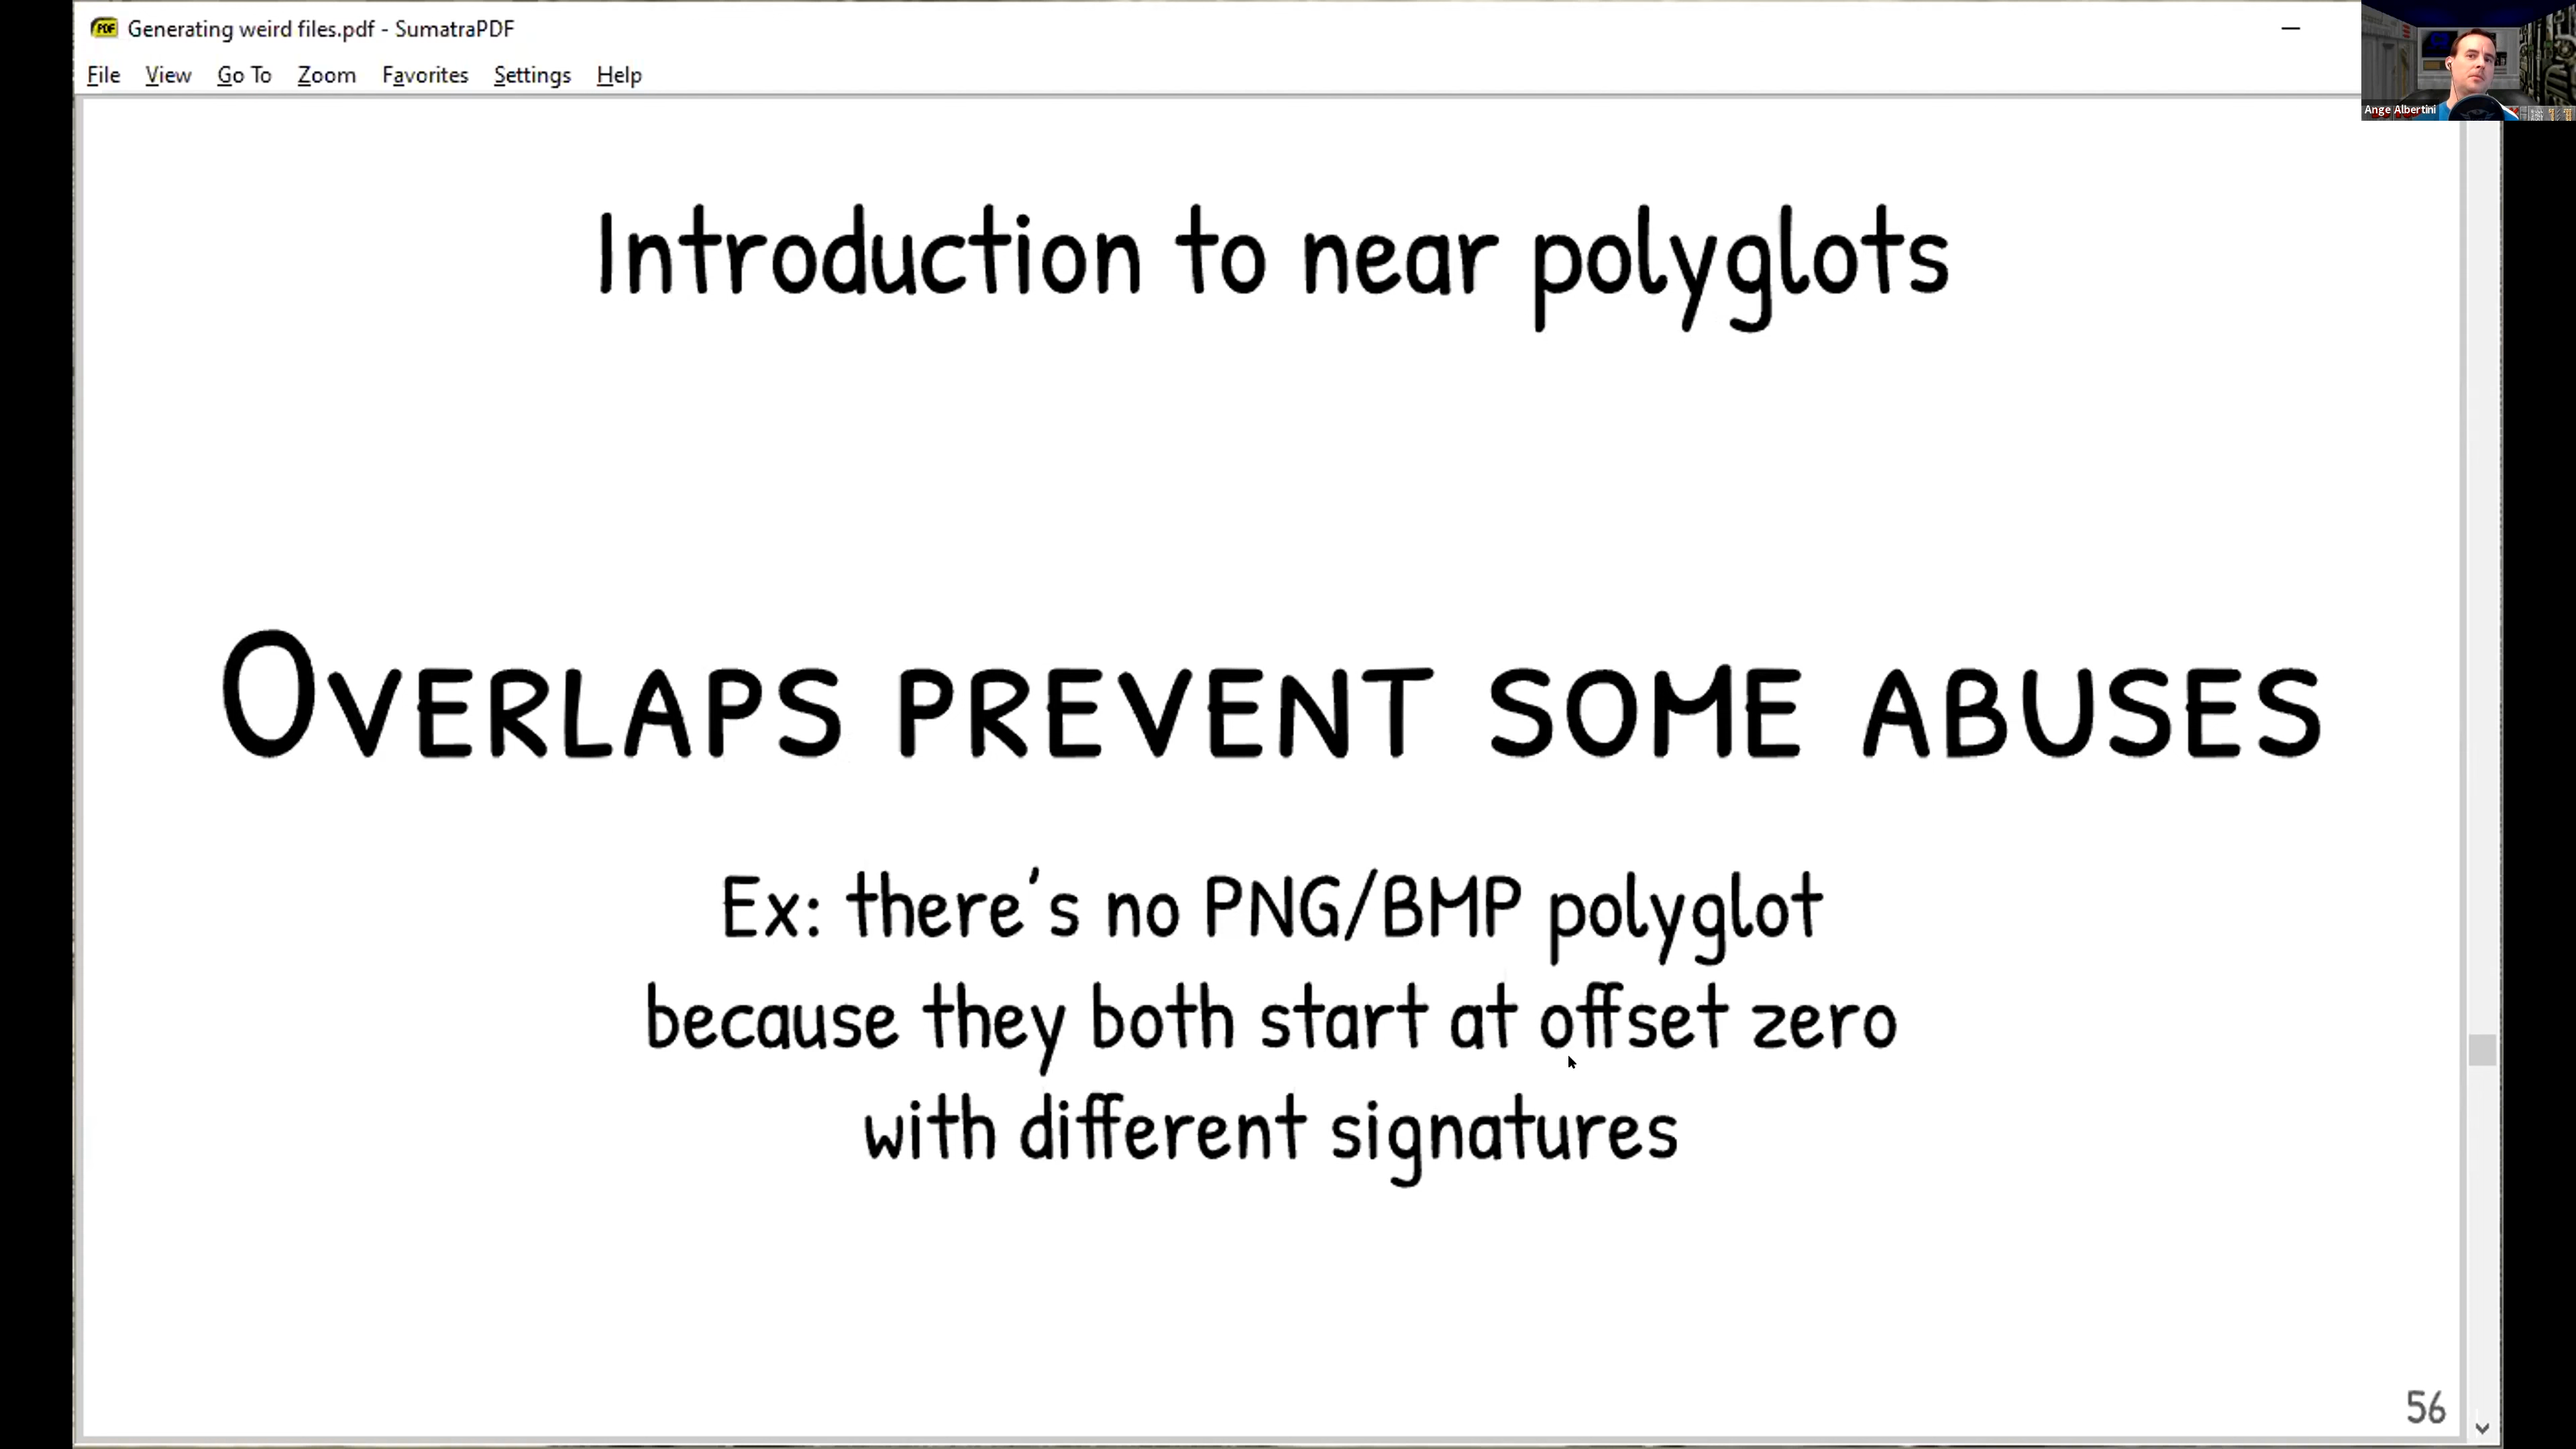 Generating weird files.pdf - SumatraPDF
File View Go To Zoom Favorites Settings Help
Ange Albertini
Introduction to near polyglots
OVERLAPS PREVENT SOME ABUSES
Ex: there's no PNG/BMP polyglot
because they both start at offset zero
with different signatures
56